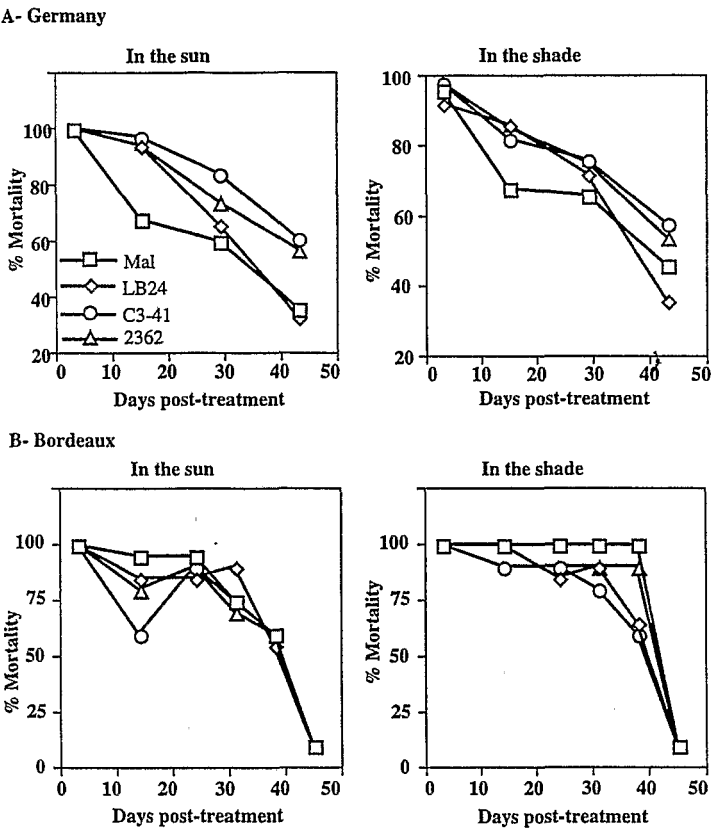 A- Germany
In the sun
In the shade
% Mortality
100
80
60
40
20
Mal
LB24
C3-41
2362
0 10 20 30 40 50
Days post-treatment
% Mortality
100
80
60
40
20
0 10 20 30 40 50
Days post-treatment
B- Bordeaux
In the sun
In the shade
% Mortality
100
75
50
25
0
0 10 20 30 40 50
Days post-treatment
% Mortality
100
75
50
25
0
0 10 20 30 40 50
Days post-treatment